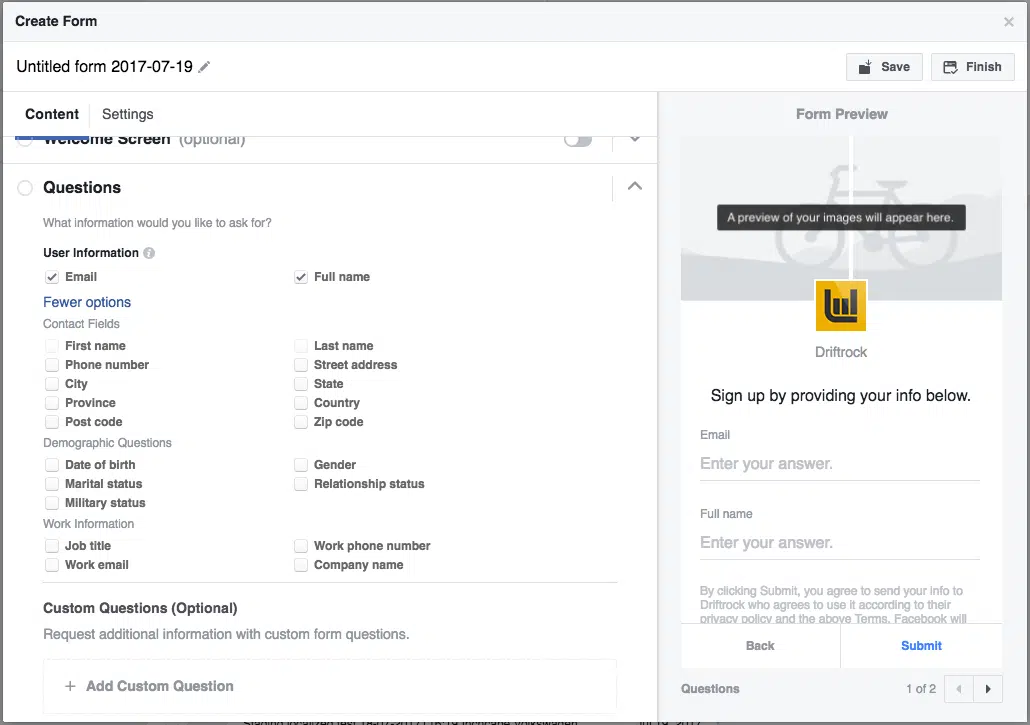 Create Form
Untitled form 2017-07-19
Save
Finish
Content
Settings
Welcome Screen (optional)
Questions
What information would you like to ask for?
User Information
Email
Full name
Fewer options
Contact Fields
First name
Last name
Phone number
Street address
City
State
Province
Country
Post code
Zip code
Demographic Questions
Date of birth
Gender
Marital status
Relationship status
Military status
Work Information
Job title
Work phone number
Work email
Company name
Custom Questions (Optional)
Request additional information with custom form questions.
+ Add Custom Question
Form Preview
A preview of your images will appear here.
Driftrock
Sign up by providing your info below.
Email
Enter your answer.
Full name
Enter your answer.
By clicking Submit, you agree to send your info to
Driftrock who agrees to use it according to their
privacy policy and the above Terms. Facebook will
Back
Submit
Questions
1 of 2